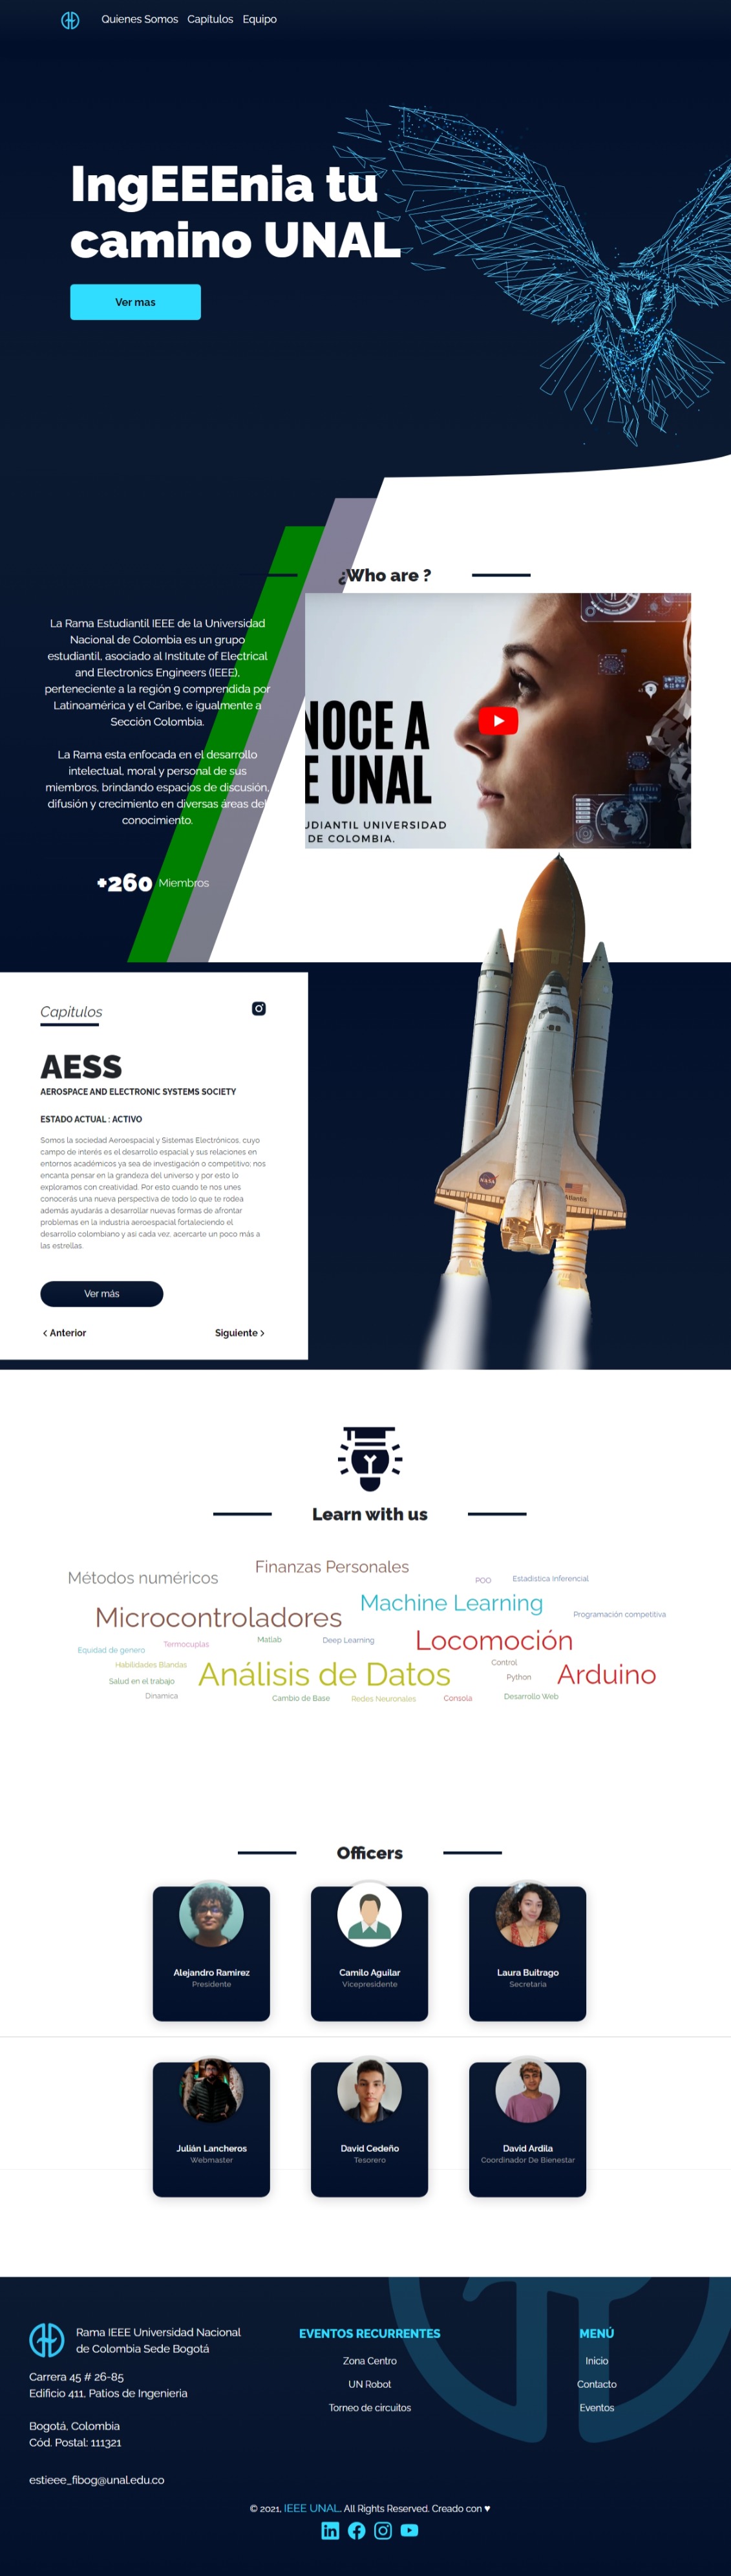 Quienes Somos Capítulos Equipo
IngEEEnia tu
camino UNAL
Ver mas
¿Who are ?
La Rama Estudiantil IEEE de la Universidad
Nacional de Colombia es un grupo
estudiantil, asociado al Institute of Electrical
and Electronics Engineers (IEEE),
perteneciente a la región 9 comprendida por
Latinoamérica y el Caribe, e igualmente a
Sección Colombia.
La Rama esta enfocada en el desarrollo
intelectual, moral y personal de sus
miembros, brindando espacios de discusión,
difusión y crecimiento en diversas áreas del
conocimiento.
+260 Miembros
NOCE A
E UNAL
UDIANTIL UNIVERSIDAD
DE COLOMBIA.
Capitulos
AESS
AEROSPACE AND ELECTRONIC SYSTEMS SOCIETY
ESTADO ACTUAL : ACTIVO
Somos la sociedad Aeroespacial y Sistemas Electrónicos, cuyo
campo de interés es el desarrollo espacial y sus relaciones en
entornos académicos ya sea de investigación o competitivo; nos
encanta pensar en la grandeza del universo y por esto lo
exploramos con creatividad. Por esto cuando te nos unes
conocerás una nueva perspectiva de todo lo que te rodea
además ayudarás a desarrollar nuevas formas de afrontar
problemas en la industria aeroespacial fortaleciendo el
desarrollo colombiano y asi cada vez, acercarte un poco más a
las estrellas.
Ver más
‹ Anterior
Siguiente ›
NASA
Atlantis
Learn with us
Finanzas Personales
Métodos numéricos
POO
Estadística Inferencial
Machine Learning
Microcontroladores
Programación competitiva
Locomoción
Equidad de genero
Termocuplas
Matlab
Deep Learning
Habilidades Blandas
Análisis de Datos
Control
Salud en el trabajo
Python
Arduino
Dinamica
Cambio de Base
Redes Neuronales
Consola
Desarrollo Web
Officers
Alejandro Ramirez
Presidente
Camilo Aguilar
Vicepresidente
Laura Buitrago
Secretaria
Julián Lancheros
Webmaster
David Cedeño
Tesorero
David Ardila
Coordinador De Bienestar
Rama IEEE Universidad Nacional
de Colombia Sede Bogotá
Carrera 45 # 26-85
Edificio 411, Patios de Ingenieria
Bogotá, Colombia
Cód. Postal: 111321
estieee_fibog@unal.edu.co
EVENTOS RECURRENTES
Zona Centro
UN Robot
Torneo de circuitos
MENÚ
Inicio
Contacto
Eventos
© 2021, IEEE UNAL. All Rights Reserved. Creado con ♥